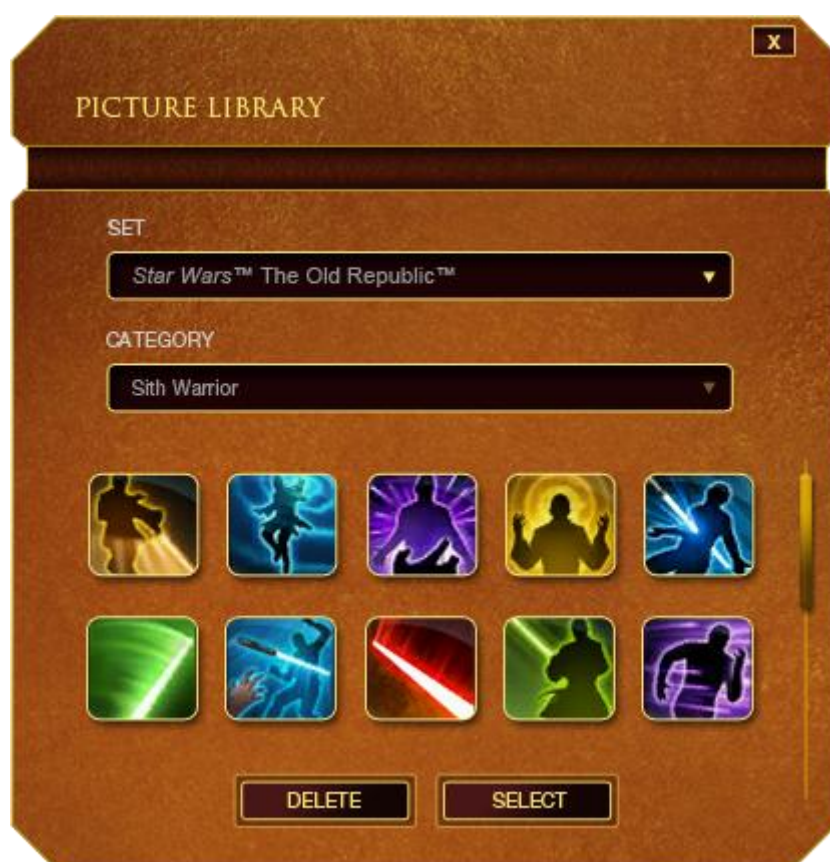 X
PICTURE LIBRARY
SET
Star Wars™ The Old Republic™
CATEGORY
Sith Warrior
DELETE
SELECT